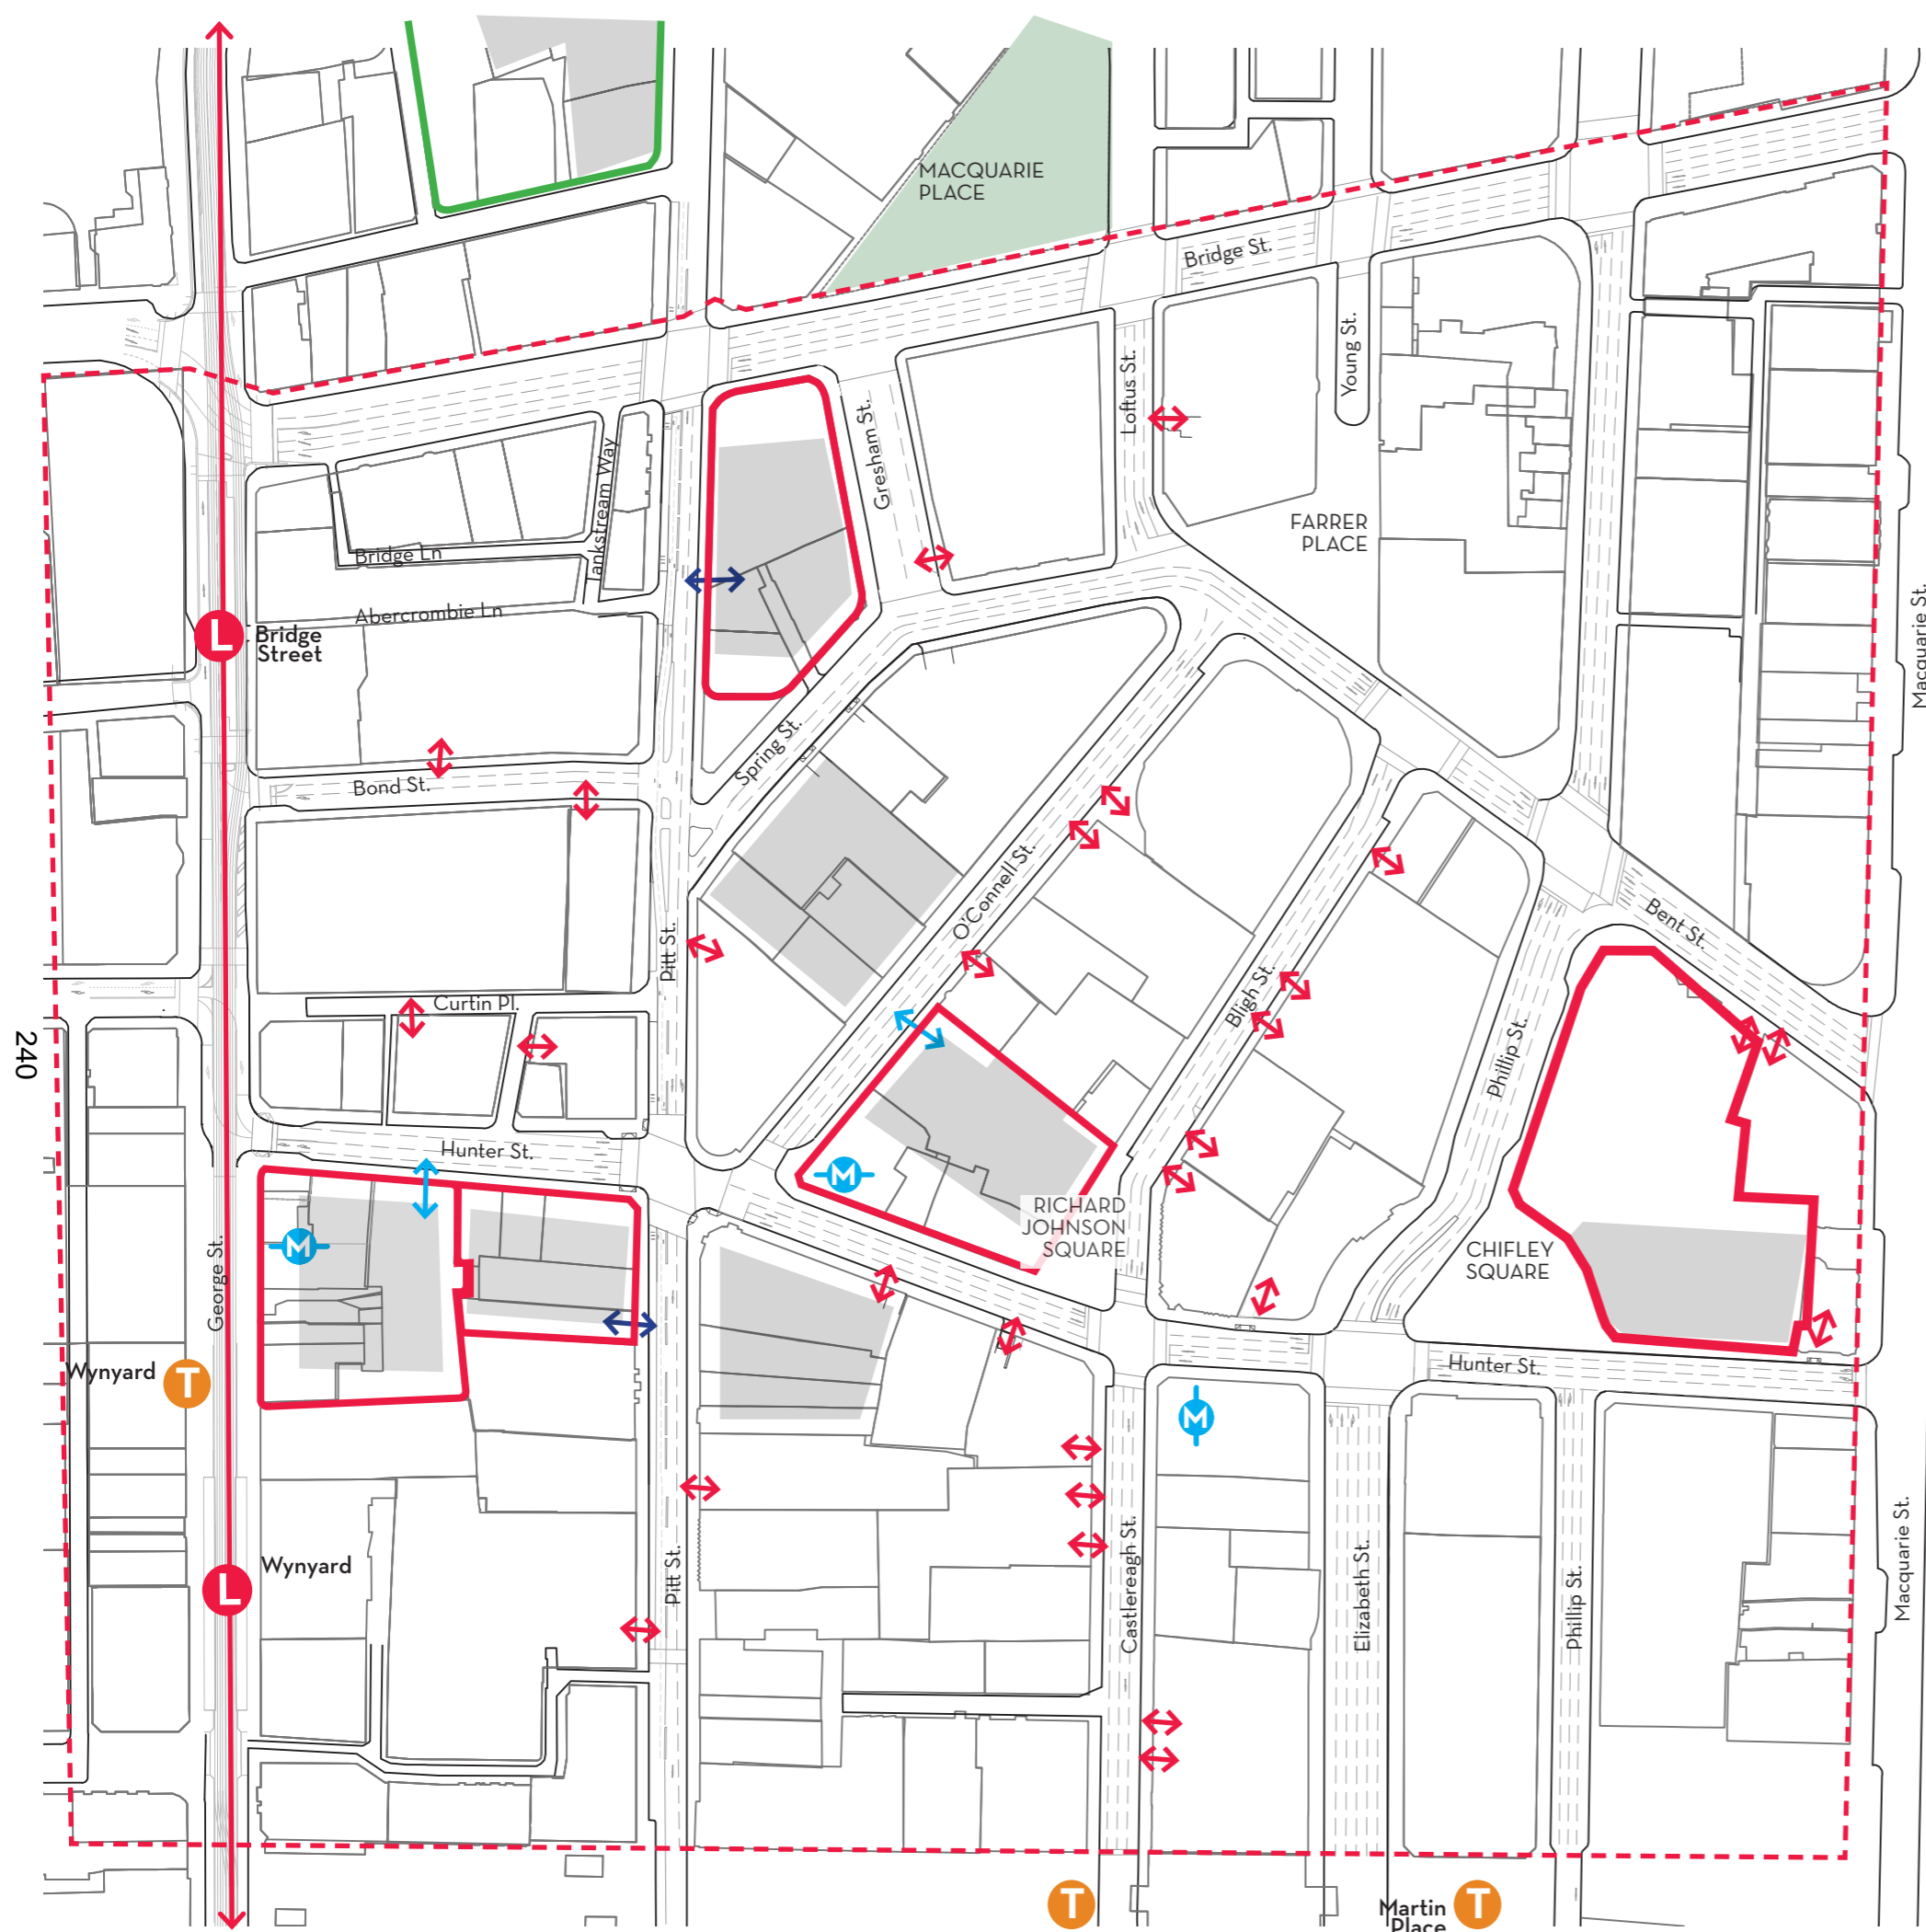 MACQUARIE
PLACE
Bridge St.
Young St.
Loftus St.
Gresham St.
Tankstream Way
FARRER
PLACE
Bridge Ln
Abercrombie Ln
L
Bridge
Street
Macquarie St.
Spring St.
Bond St.
O'Connell St.
Pitt St.
Bent St.
Curtin Pl.
Bligh St.
Phillip St.
240
Hunter St.
M
RICHARD
JOHNSON
SQUARE
M
George St.
CHIFLEY
SQUARE
Wynyard
T
Hunter St.
M
L
Wynyard
Pitt St.
Castlereagh St.
Elizabeth St.
Phillip St.
Macquarie St.
T
Martin
Place
T